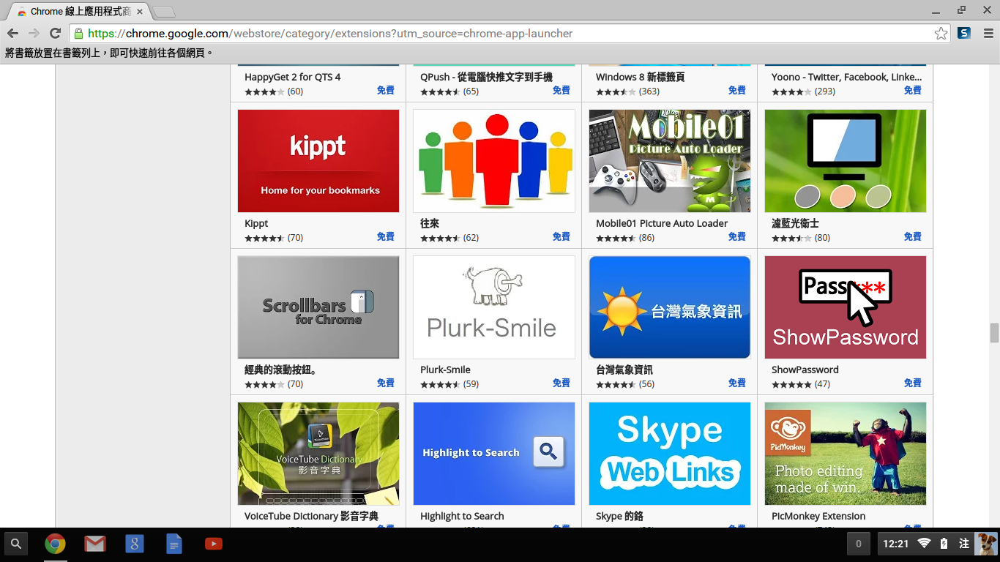 Chrome 線上應用程式商
https://chrome.google.com/webstore/category/extensions?utm_source=chrome-app-launcher
將書籤放置在書籤列上，即可快速前往各個網頁。
HappyGet 2 for QTS 4
(60) 免費
QPush - 從電腦快推文字到手機
(65) 免費
Windows 8 新標籤頁
(363) 免費
Yoono - Twitter, Facebook, Linke...
(293) 免費
kippt
Home for your bookmarks
Kippt
(70) 免費
往來
(62) 免費
Mobile01
Picture Auto Loader
M
Mobile01 Picture Auto Loader
(86) 免費
濾藍光衛士
(80) 免費
Scrollbars
for Chrome
經典的滾動按鈕。
(70) 免費
Plurk-Smile
Plurk-Smile
(59) 免費
台灣氣象資訊
台灣氣象資訊
(56) 免費
Pass***
ShowPassword
ShowPassword
(47) 免費
VoiceTube Dictionary
影音字典
VoiceTube Dictionary 影音字典
Highlight to Search
Highlight to Search
Skype
Web Links
Skype 的鉻
PicMonkey
Photo editing
made of win.
PicMonkey Extension
8
0
12:21
注